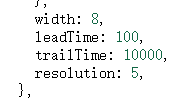 },
width: 8,
leadTime: 100,
trailTime: 10000,
resolution: 5,
},